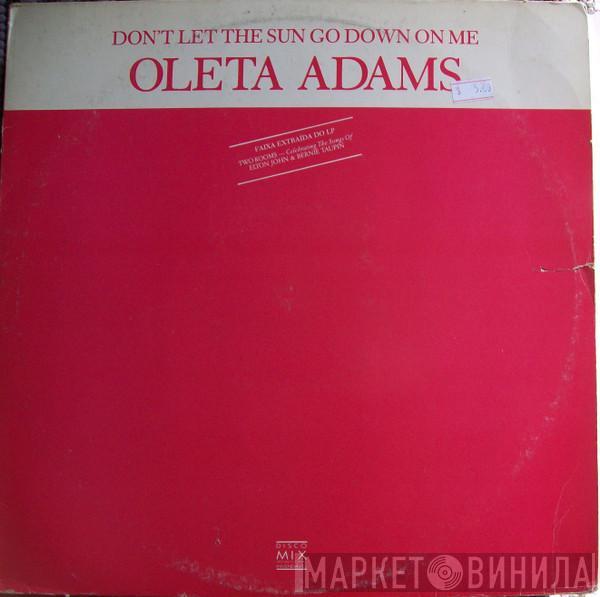 DON'T LET THE SUN GO DOWN ON ME
OLETA ADAMS
FAIXA EXTRAÍDA DO LP
TWO ROOMS — Celebrating The Songs Of
ELTON JOHN & BERNIE TAUPIN
DISCO
MIX
МАРКЕТ ВИНИЛА